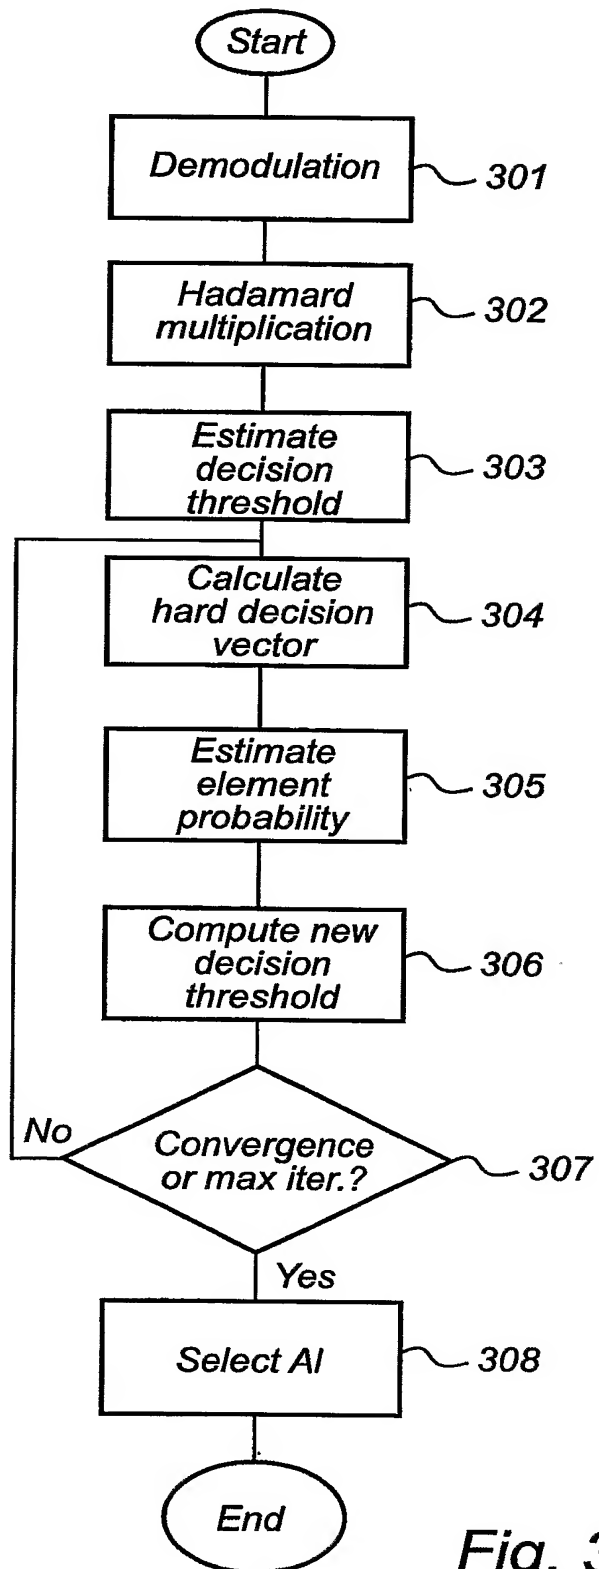 Start
Demodulation
301
Hadamard
multiplication
302
Estimate
decision
threshold
303
Calculate
hard decision
vector
304
Estimate
element
probability
305
Compute new
decision
threshold
306
No
Convergence
or max iter.?
307
Yes
Select AI
308
End
Fig. 3